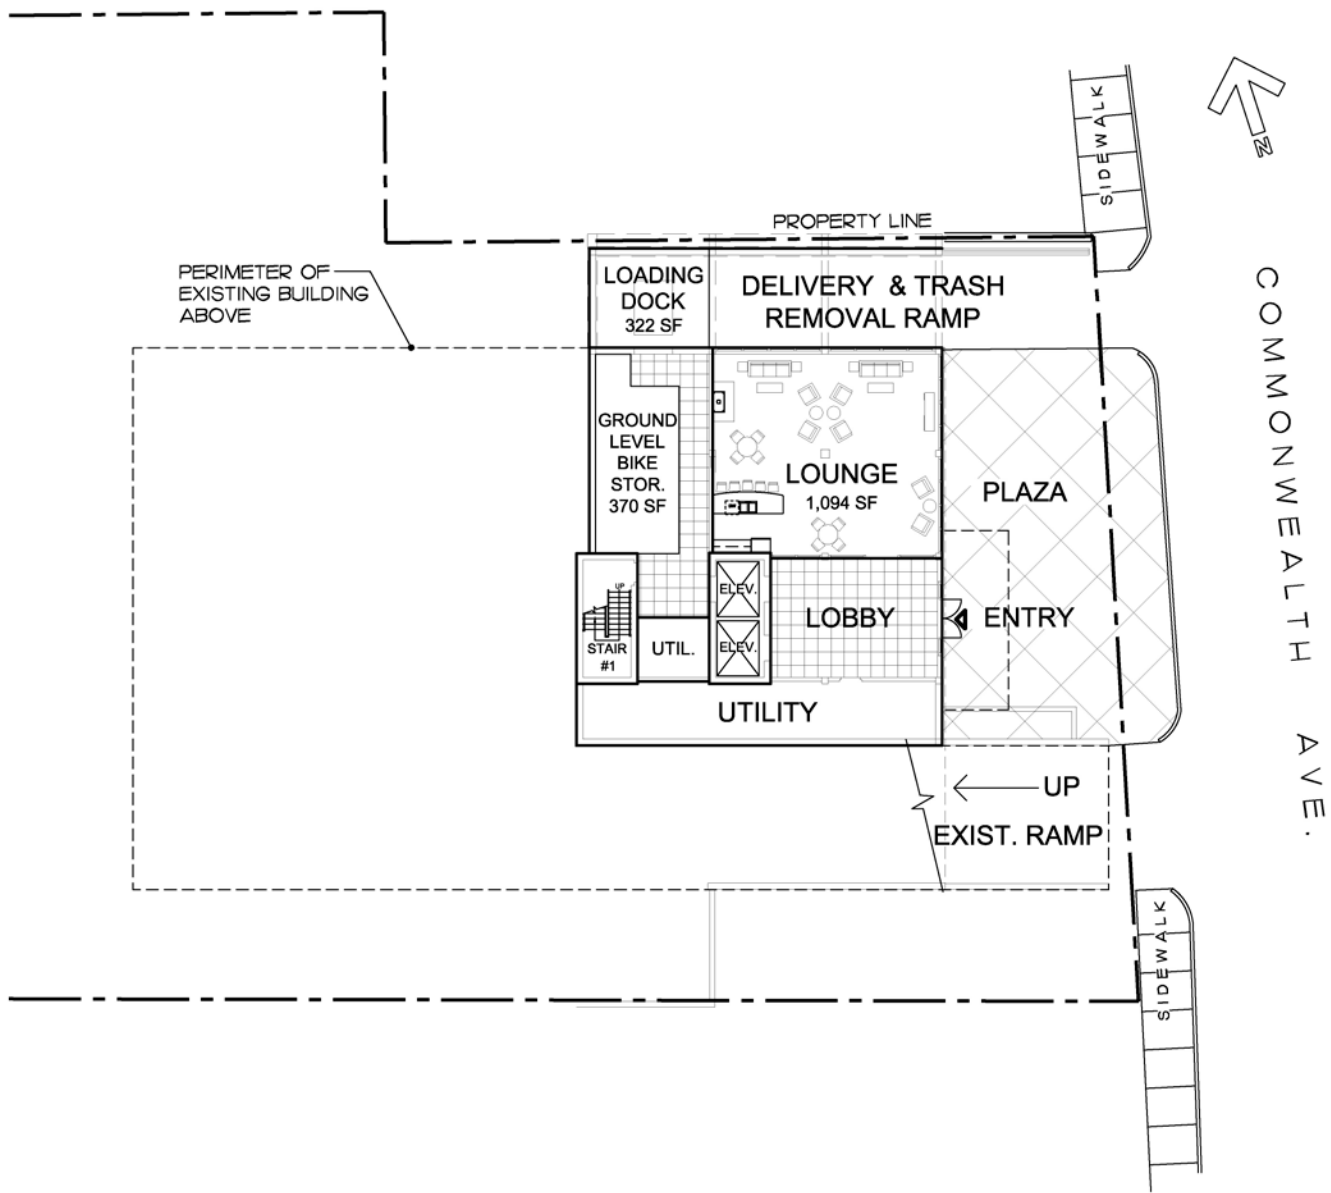 SIDEWALK
N
PROPERTY LINE
PERIMETER OF
EXISTING BUILDING
ABOVE
LOADING
DOCK
322 SF
DELIVERY & TRASH
REMOVAL RAMP
COMMONWEALTH AVE.
GROUND
LEVEL
BIKE
STOR.
370 SF
LOUNGE
1,094 SF
PLAZA
UP
ELEV.
LOBBY
ENTRY
STAIR
#1
UTIL.
ELEV.
UTILITY
UP
EXIST. RAMP
SIDEWALK